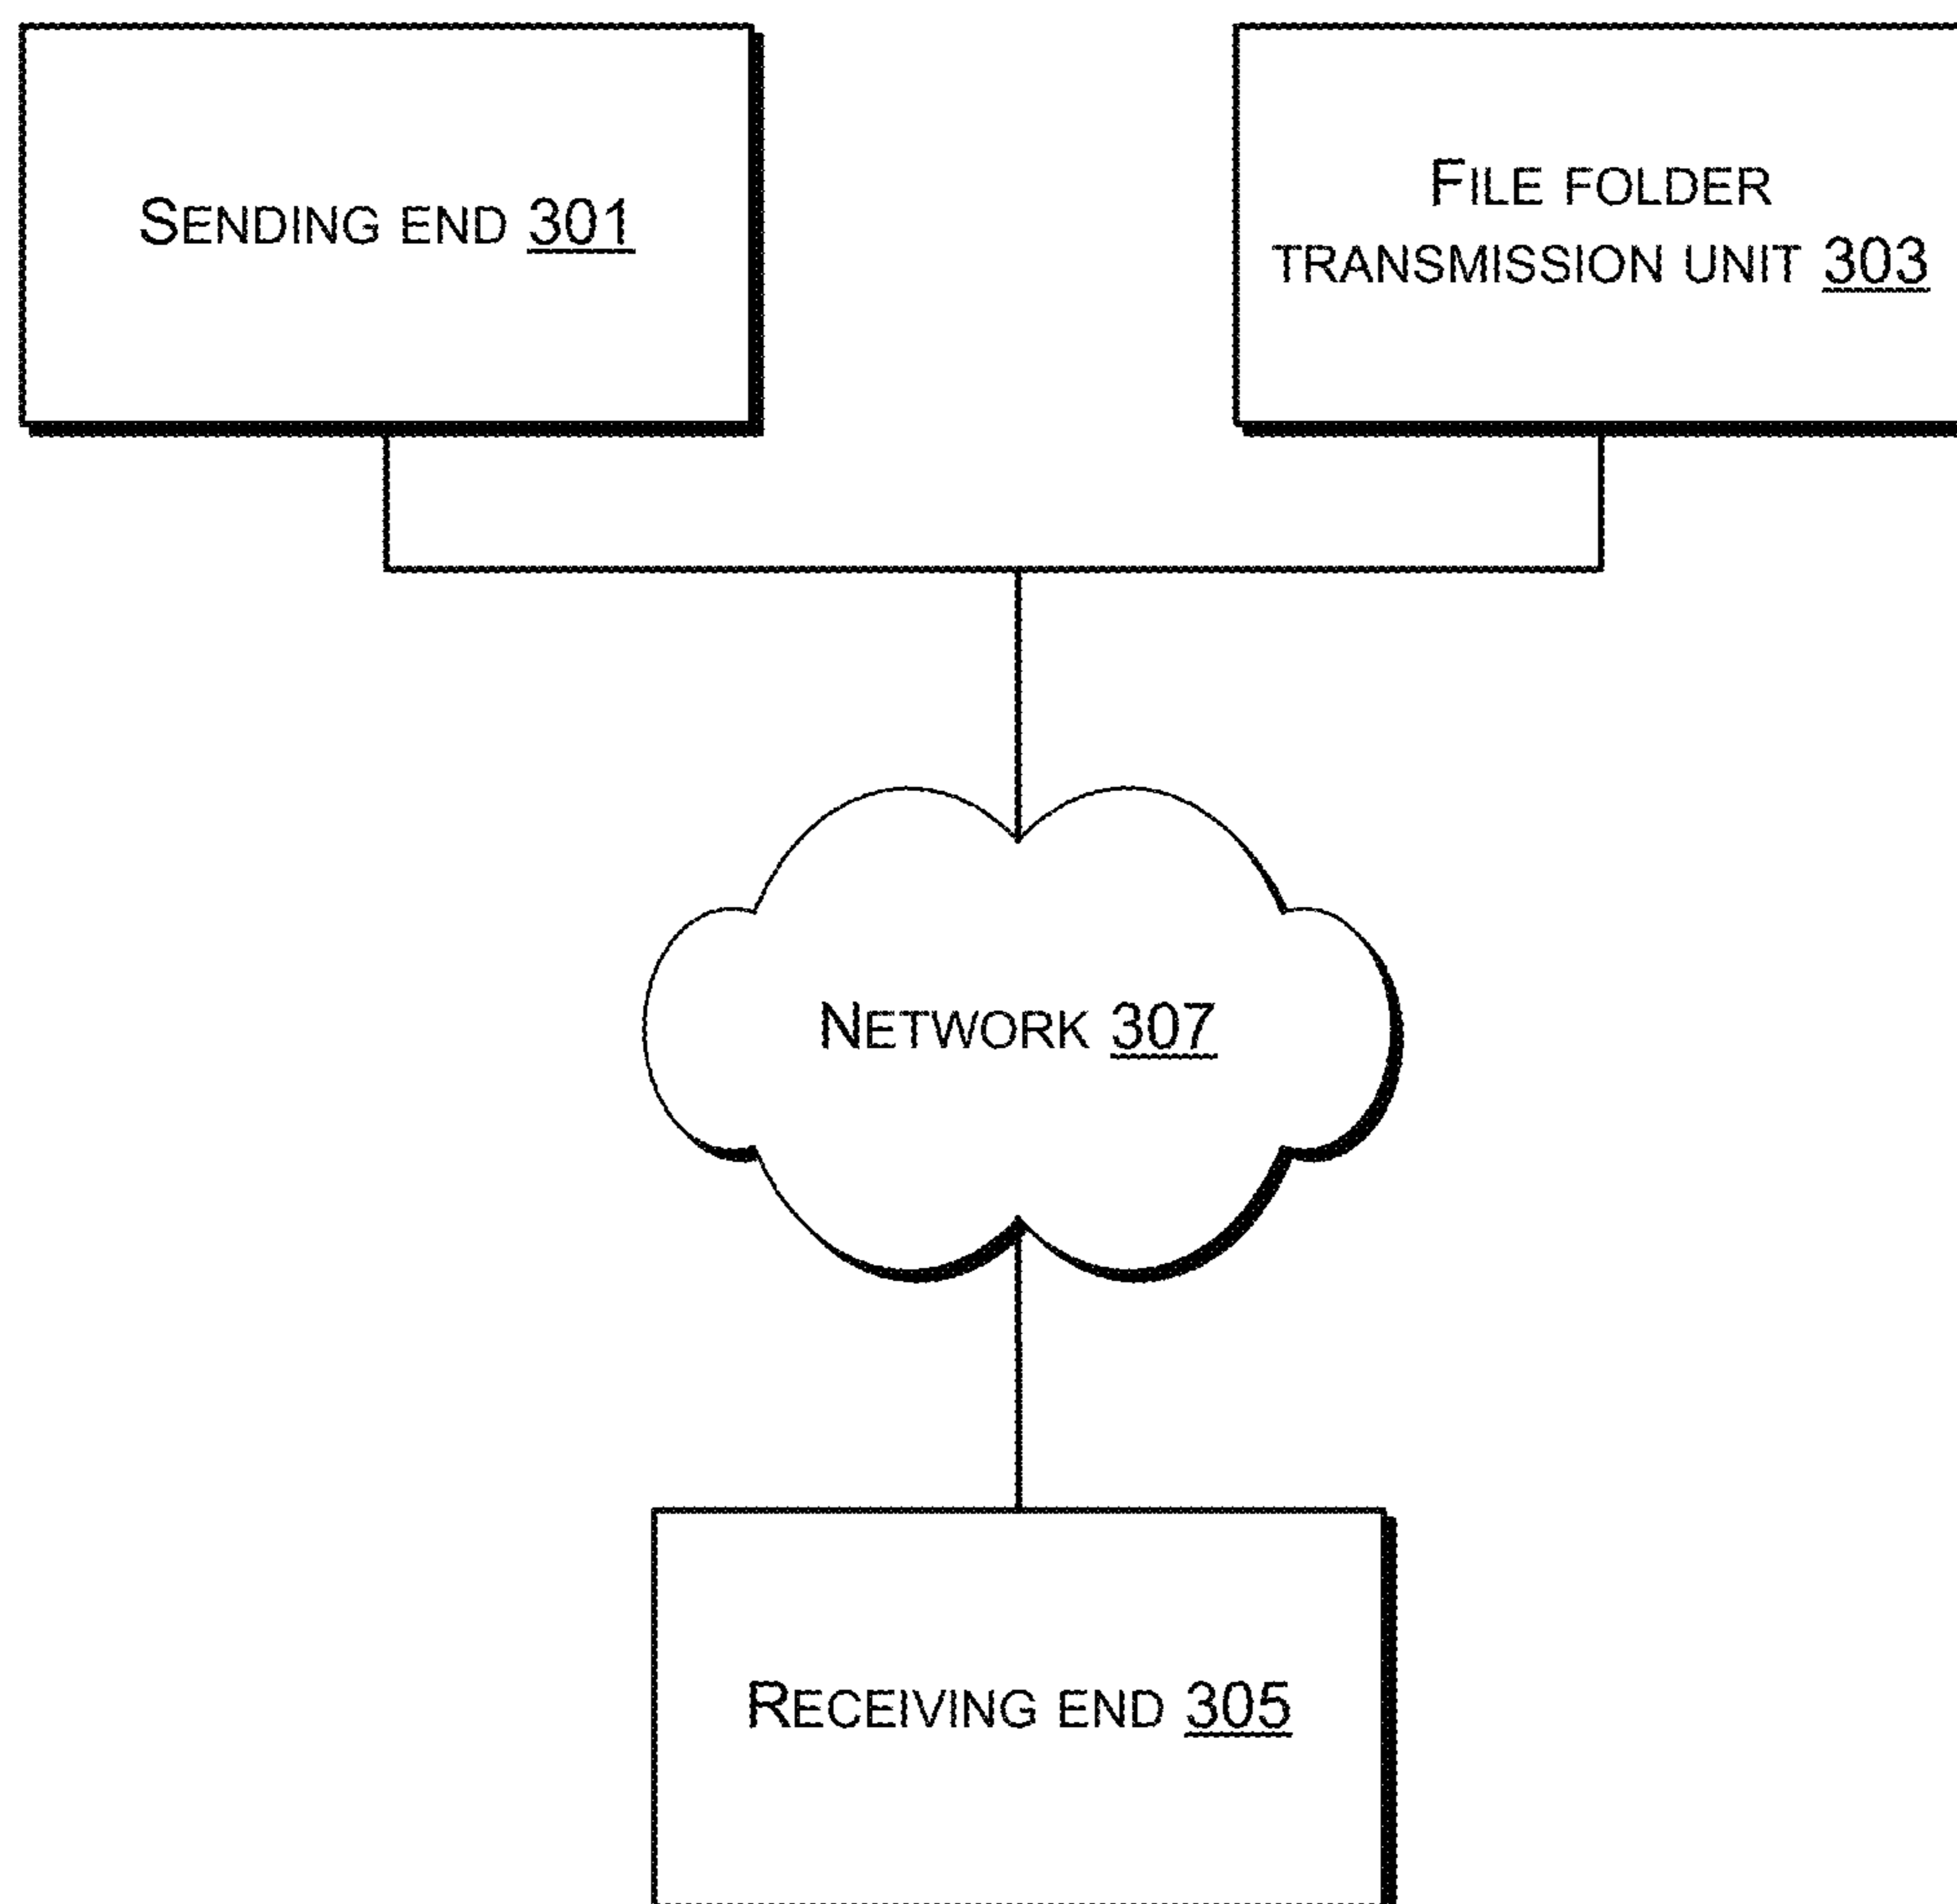 SENDING END 301
FILE FOLDER
TRANSMISSION UNIT 303
NETWORK 307
RECEIVING END 305